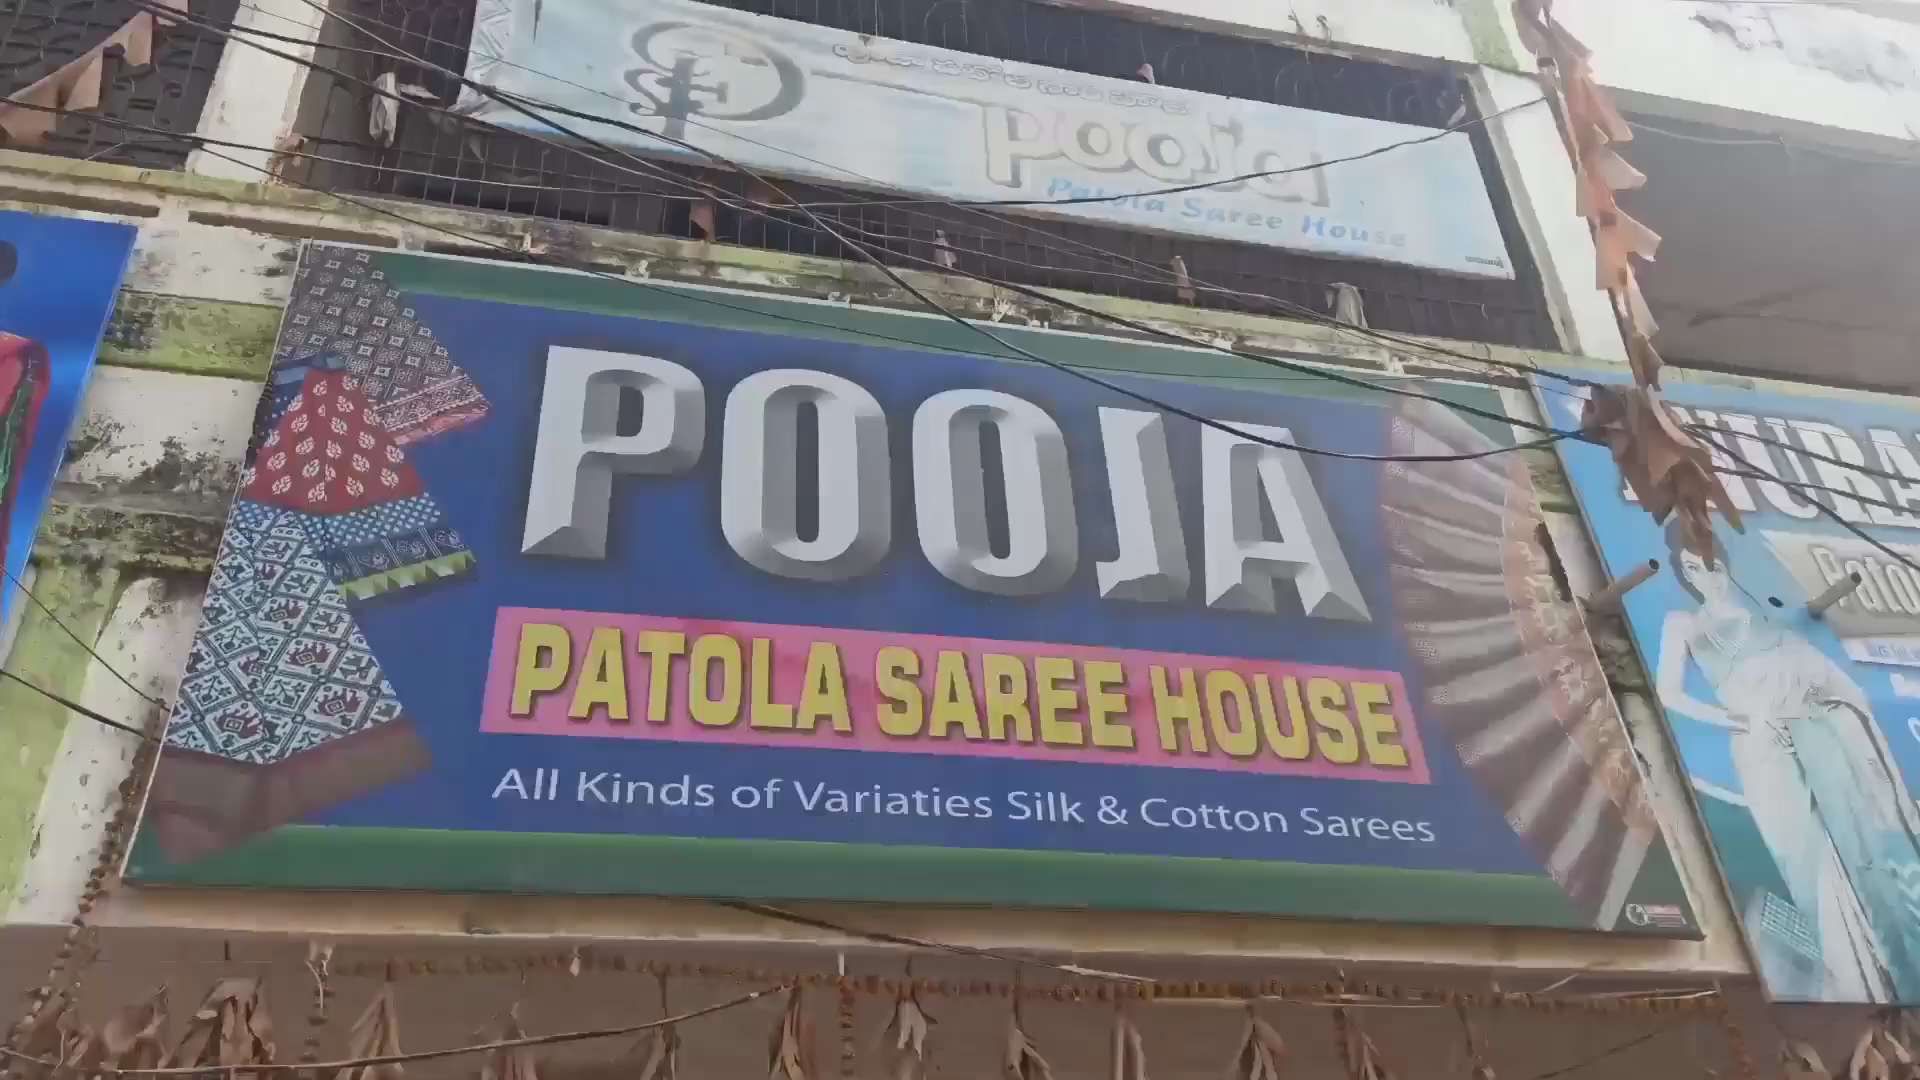 pooja
Patola Saree House
POOJA
PATOLA SAREE HOUSE
All Kinds of Variaties Silk & Cotton Sarees